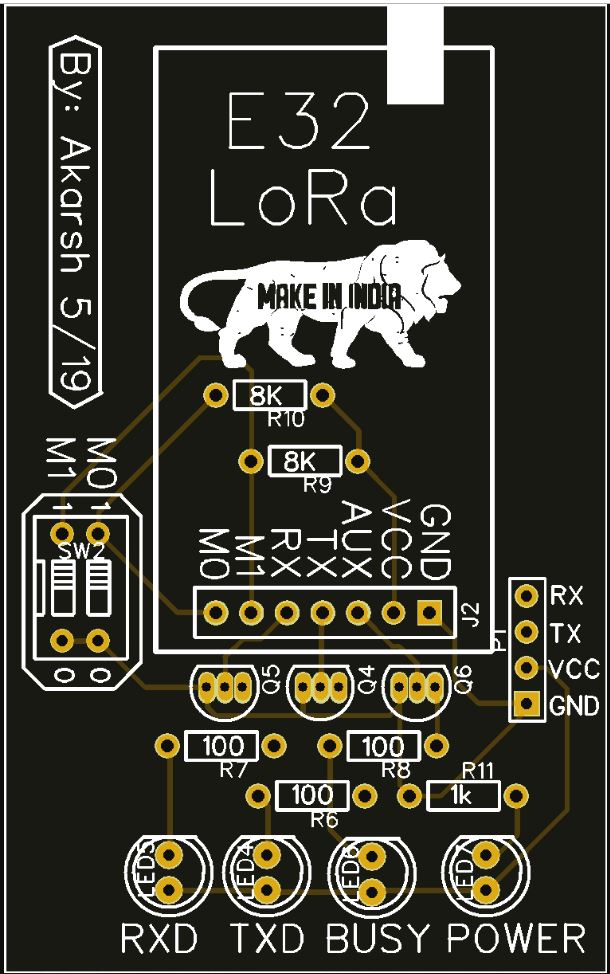 By: Akarsh 5/19
E32
LoRa
MAKE IN INDIA
8K
R10
8K
R9
M1 M0
1 1
SW2
0 0
M0 M1 RX TX AUX VCC GND
J2
P1
RX
TX
VCC
GND
Q5 Q4 Q6
100
R7
100
R8
100
R6
R11
1k
LED5 LED4 LED6 LED7
RXD TXD BUSY POWER